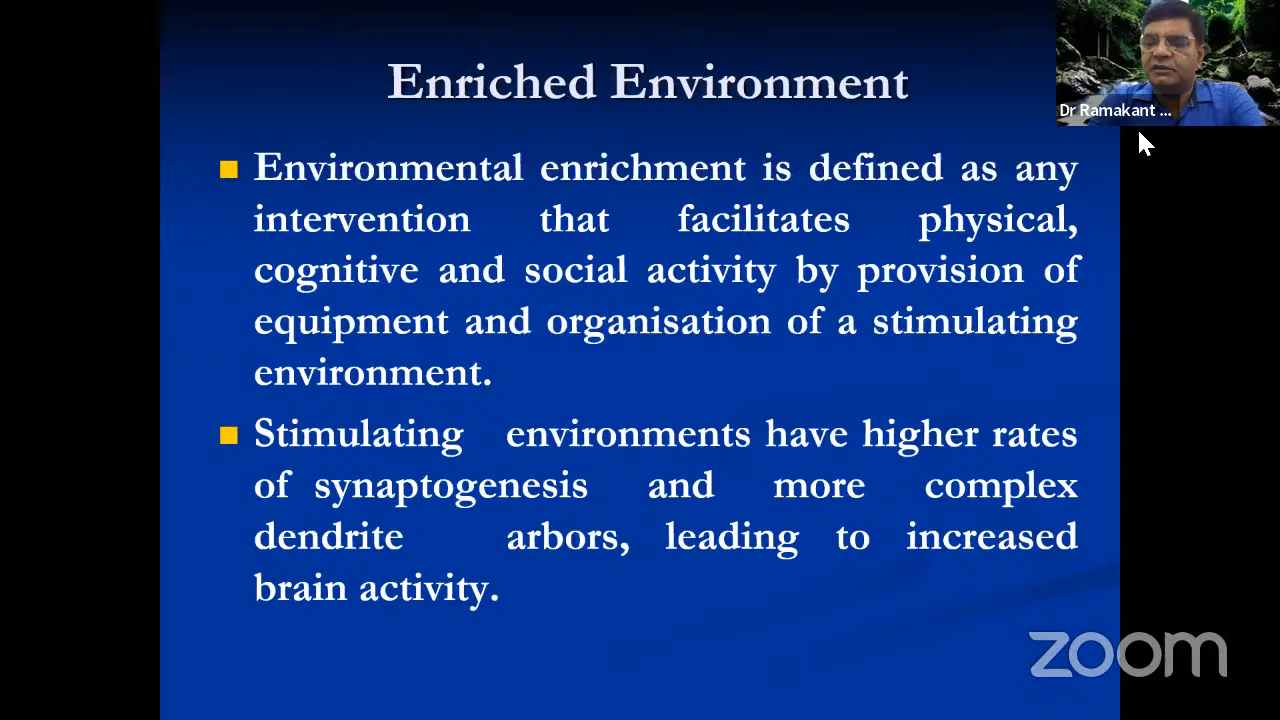 Enriched Environment
Dr Ramakant ...
Environmental enrichment is defined as any
intervention that facilitates physical,
cognitive and social activity by provision of
equipment and organisation of a stimulating
environment.
Stimulating environments have higher rates
of synaptogenesis and more complex
dendrite arbors, leading to increased
brain activity.
zoom